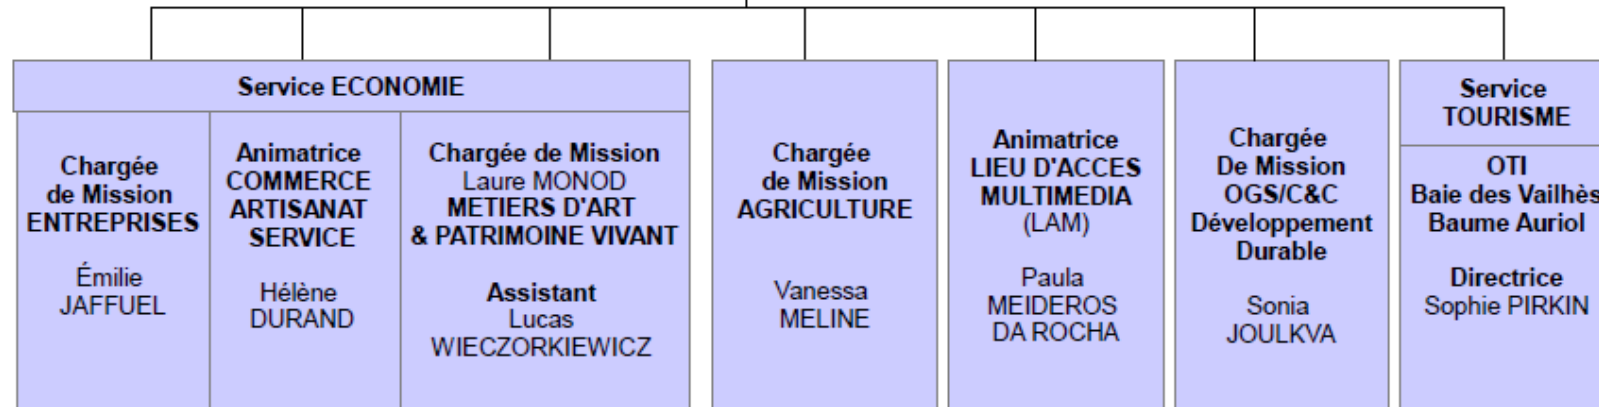 Service ECONOMIE
Chargée
de Mission
ENTREPRISES
Émilie
JAFFUEL
Animatrice
COMMERCE
ARTISANAT
SERVICE
Hélène
DURAND
Chargée de Mission
Laure MONOD
METIERS D'ART
& PATRIMOINE VIVANT
Assistant
Lucas
WIECZORKIEWICZ
Chargée
de Mission
AGRICULTURE
Vanessa
MELINE
Animatrice
LIEU D'ACCES
MULTIMEDIA
(LAM)
Paula
MEIDEROS
DA ROCHA
Chargée
De Mission
OGS/C&C
Développement
Durable
Sonia
JOULKVA
Service
TOURISME
OTI
Baie des Vailhès
Baume Auriol
Directrice
Sophie PIRKIN